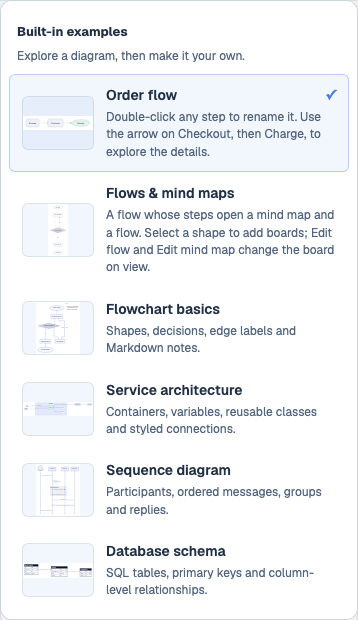 Built-in examples
Explore a diagram, then make it your own.
Order flow
Double-click any step to rename it. Use
the arrow on Checkout, then Charge, to
explore the details.
Flows & mind maps
A flow whose steps open a mind map and
a flow. Select a shape to add boards; Edit
flow and Edit mind map change the board
on view.
Flowchart basics
Shapes, decisions, edge labels and
Markdown notes.
Service architecture
Containers, variables, reusable classes
and styled connections.
Sequence diagram
Participants, ordered messages, groups
and replies.
Database schema
SQL tables, primary keys and column-
level relationships.